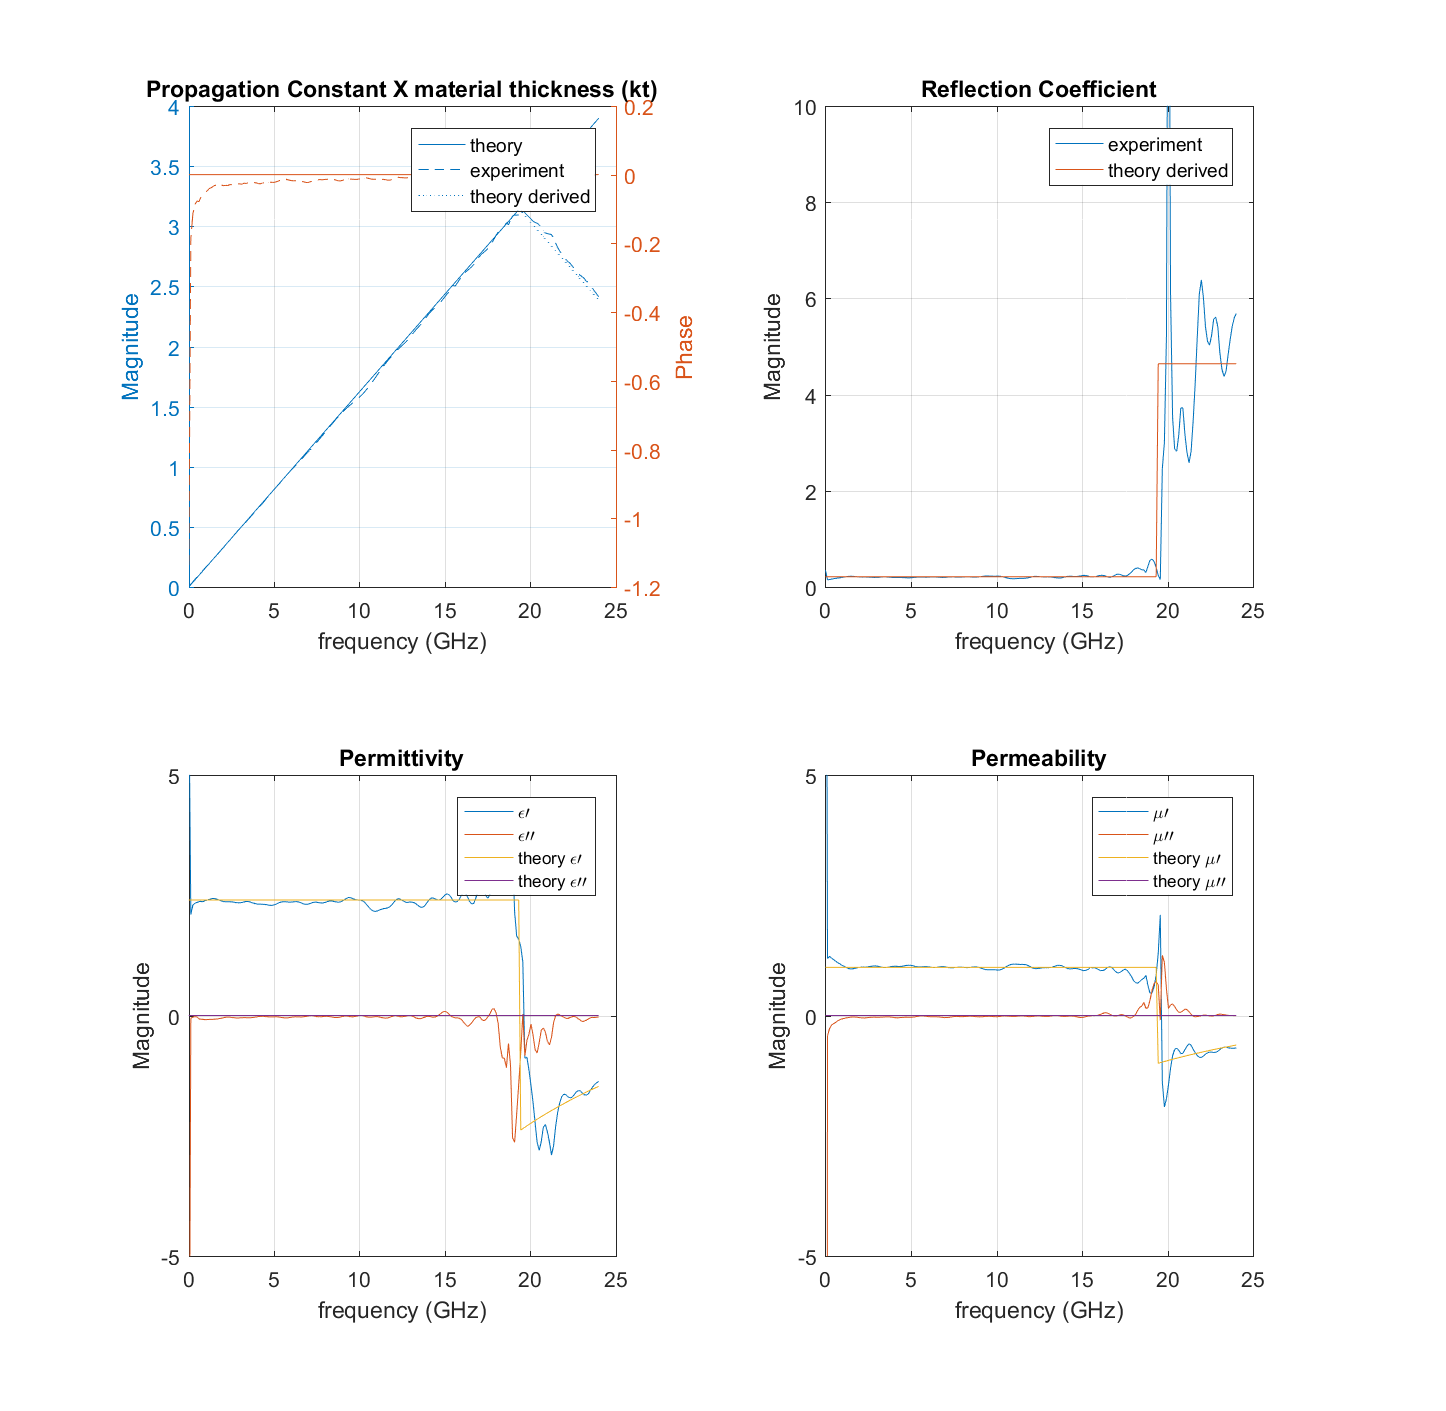 Propagation Constant X material thickness (kt)
4
3.5
3
2.5
2
1.5
1
0.5
0
Magnitude
0.2
0
-0.2
-0.4
-0.6
-0.8
-1
-1.2
Phase
theory
experiment
theory derived
0 5 10 15 20 25
frequency (GHz)
Reflection Coefficient
10
8
6
4
2
0
Magnitude
experiment
theory derived
0 5 10 15 20 25
frequency (GHz)
Permittivity
5
0
-5
Magnitude
ϵ′
ϵ′′
theory ϵ′
theory ϵ′′
0 5 10 15 20 25
frequency (GHz)
Permeability
5
0
-5
Magnitude
μ′
μ′′
theory μ′
theory μ′′
0 5 10 15 20 25
frequency (GHz)